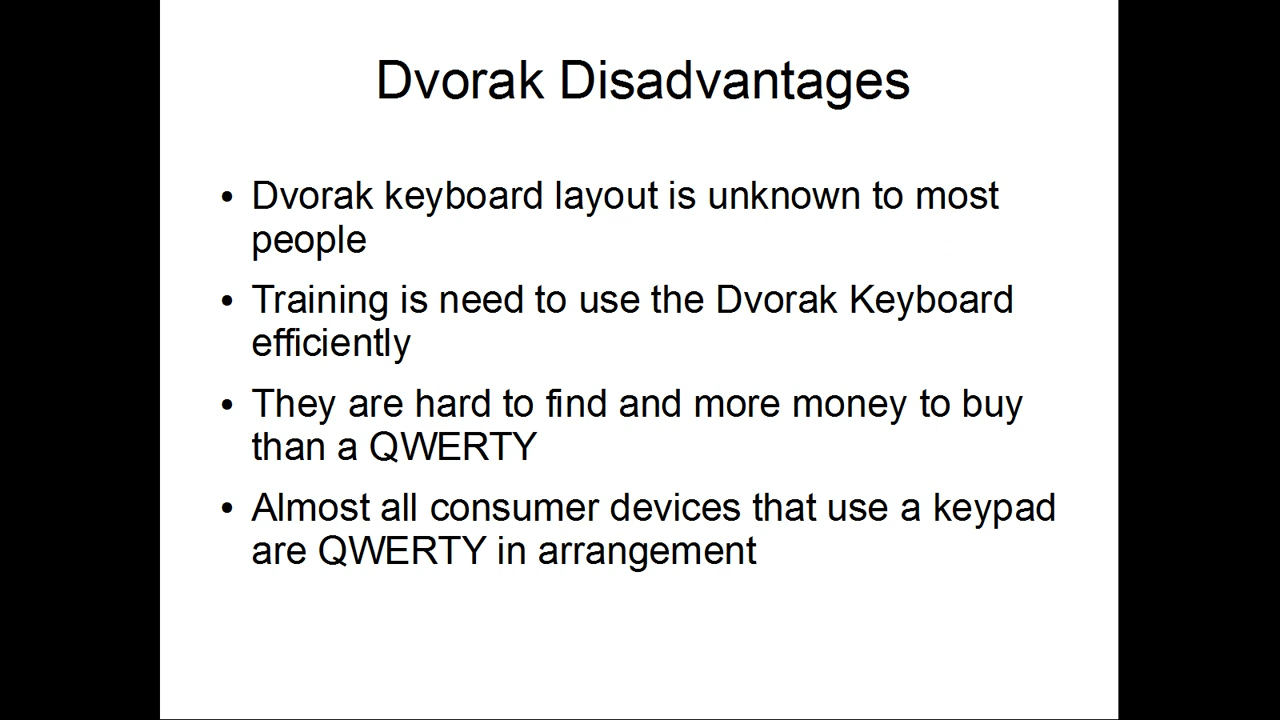 Dvorak Disadvantages
• Dvorak keyboard layout is unknown to most
people
• Training is need to use the Dvorak Keyboard
efficiently
• They are hard to find and more money to buy
than a QWERTY
• Almost all consumer devices that use a keypad
are QWERTY in arrangement